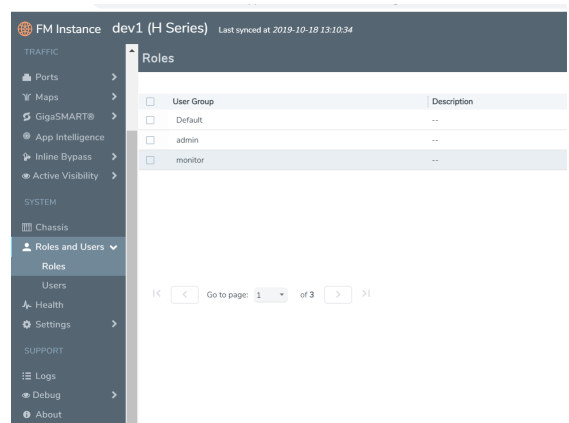 FM Instance dev1 (H Series) Last synced at 2019-10-18 13:10:34
TRAFFIC
Ports
Maps
GigaSMART®
App Intelligence
Inline Bypass
Active Visibility
SYSTEM
Chassis
Roles and Users
Roles
Users
Health
Settings
SUPPORT
Logs
Debug
About
Roles
User Group Description
Default --
admin --
monitor --
Go to page: 1 of 3